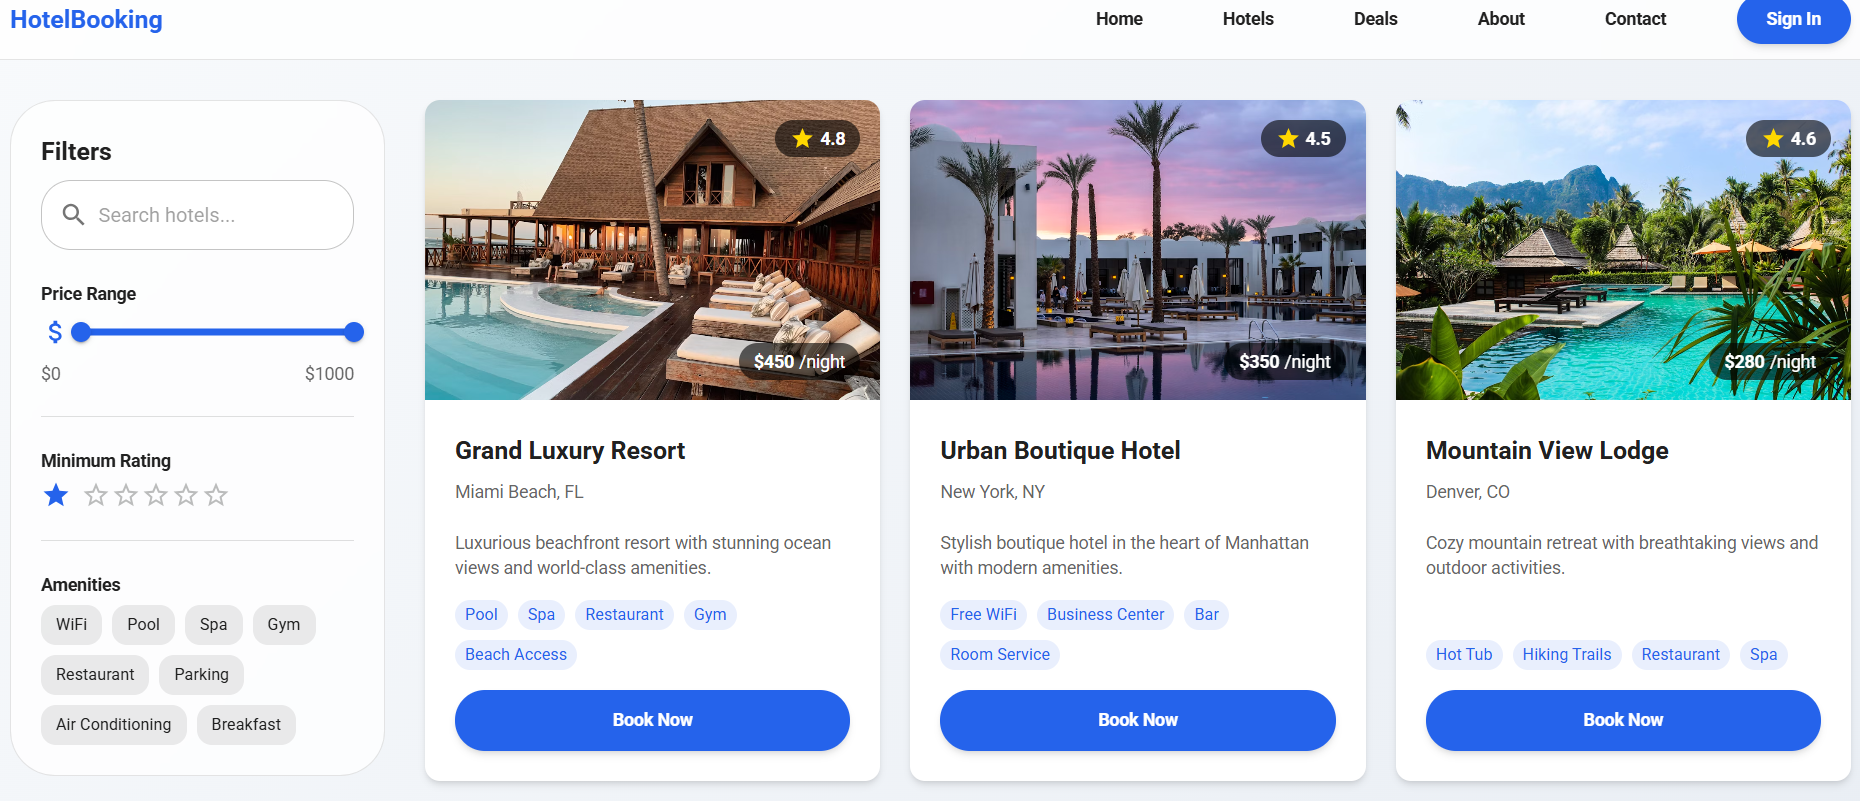 HotelBooking
Home
Hotels
Deals
About
Contact
Sign In
Filters
Search hotels...
Price Range
$0
$1000
Minimum Rating
Amenities
WiFi
Pool
Spa
Gym
Restaurant
Parking
Air Conditioning
Breakfast
4.8
$450 /night
Grand Luxury Resort
Miami Beach, FL
Luxurious beachfront resort with stunning ocean
views and world-class amenities.
Pool
Spa
Restaurant
Gym
Beach Access
Book Now
4.5
$350 /night
Urban Boutique Hotel
New York, NY
Stylish boutique hotel in the heart of Manhattan
with modern amenities.
Free WiFi
Business Center
Bar
Room Service
Book Now
4.6
$280 /night
Mountain View Lodge
Denver, CO
Cozy mountain retreat with breathtaking views and
outdoor activities.
Hot Tub
Hiking Trails
Restaurant
Spa
Book Now